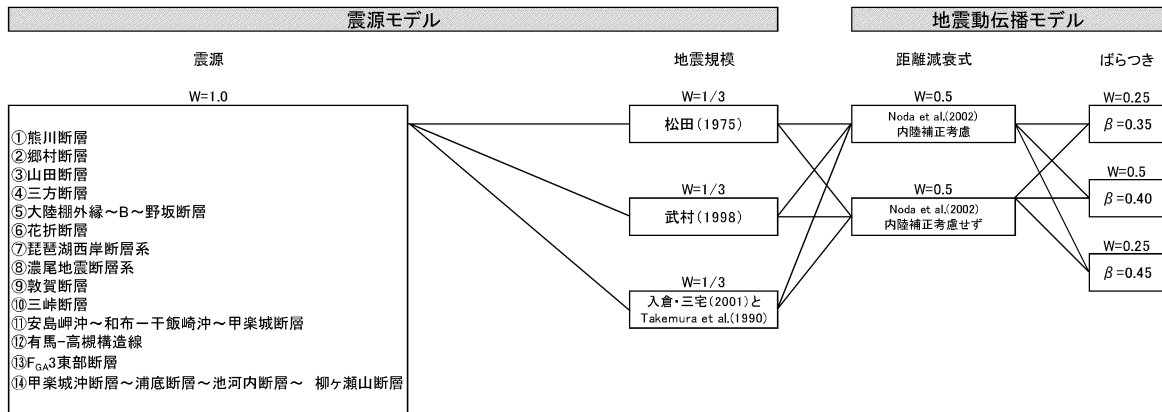 震源モデル
地震動伝播モデル
震源
地震規模
距離減衰式
ばらつき
W=1.0
①熊川断層
②郷村断層
③山田断層
④三方断層
⑤大陸棚外縁～B～野坂断層
⑥花折断層
⑦琵琶湖西岸断層系
⑧濃尾地震断層系
⑨敦賀断層
⑩三峠断層
⑪安島岬沖～和布ー干飯崎沖～甲楽城断層
⑫有馬-高槻構造線
⑬FGA3東部断層
⑭甲楽城沖断層～浦底断層～池河内断層～ 柳ヶ瀬山断層
W=1/3
松田(1975)
W=1/3
武村(1998)
W=1/3
入倉・三宅(2001)と
Takemura et al.(1990)
W=0.5
Noda et al.(2002)
内陸補正考慮
W=0.5
Noda et al.(2002)
内陸補正考慮せず
W=0.25
β=0.35
W=0.5
β=0.40
W=0.25
β=0.45